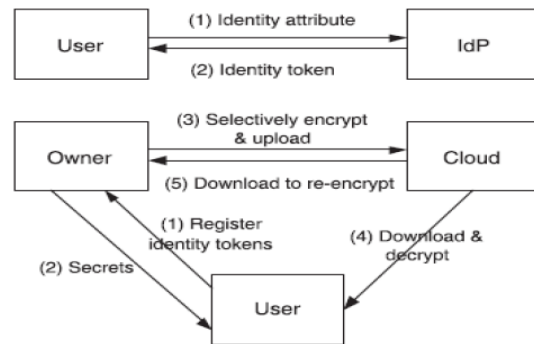 (1) Identity attribute
User
IdP
(2) Identity token
(3) Selectively encrypt
& upload
Owner
Cloud
(5) Download to re-encrypt
(1) Register
identity tokens
(4) Download &
decrypt
(2) Secrets
User